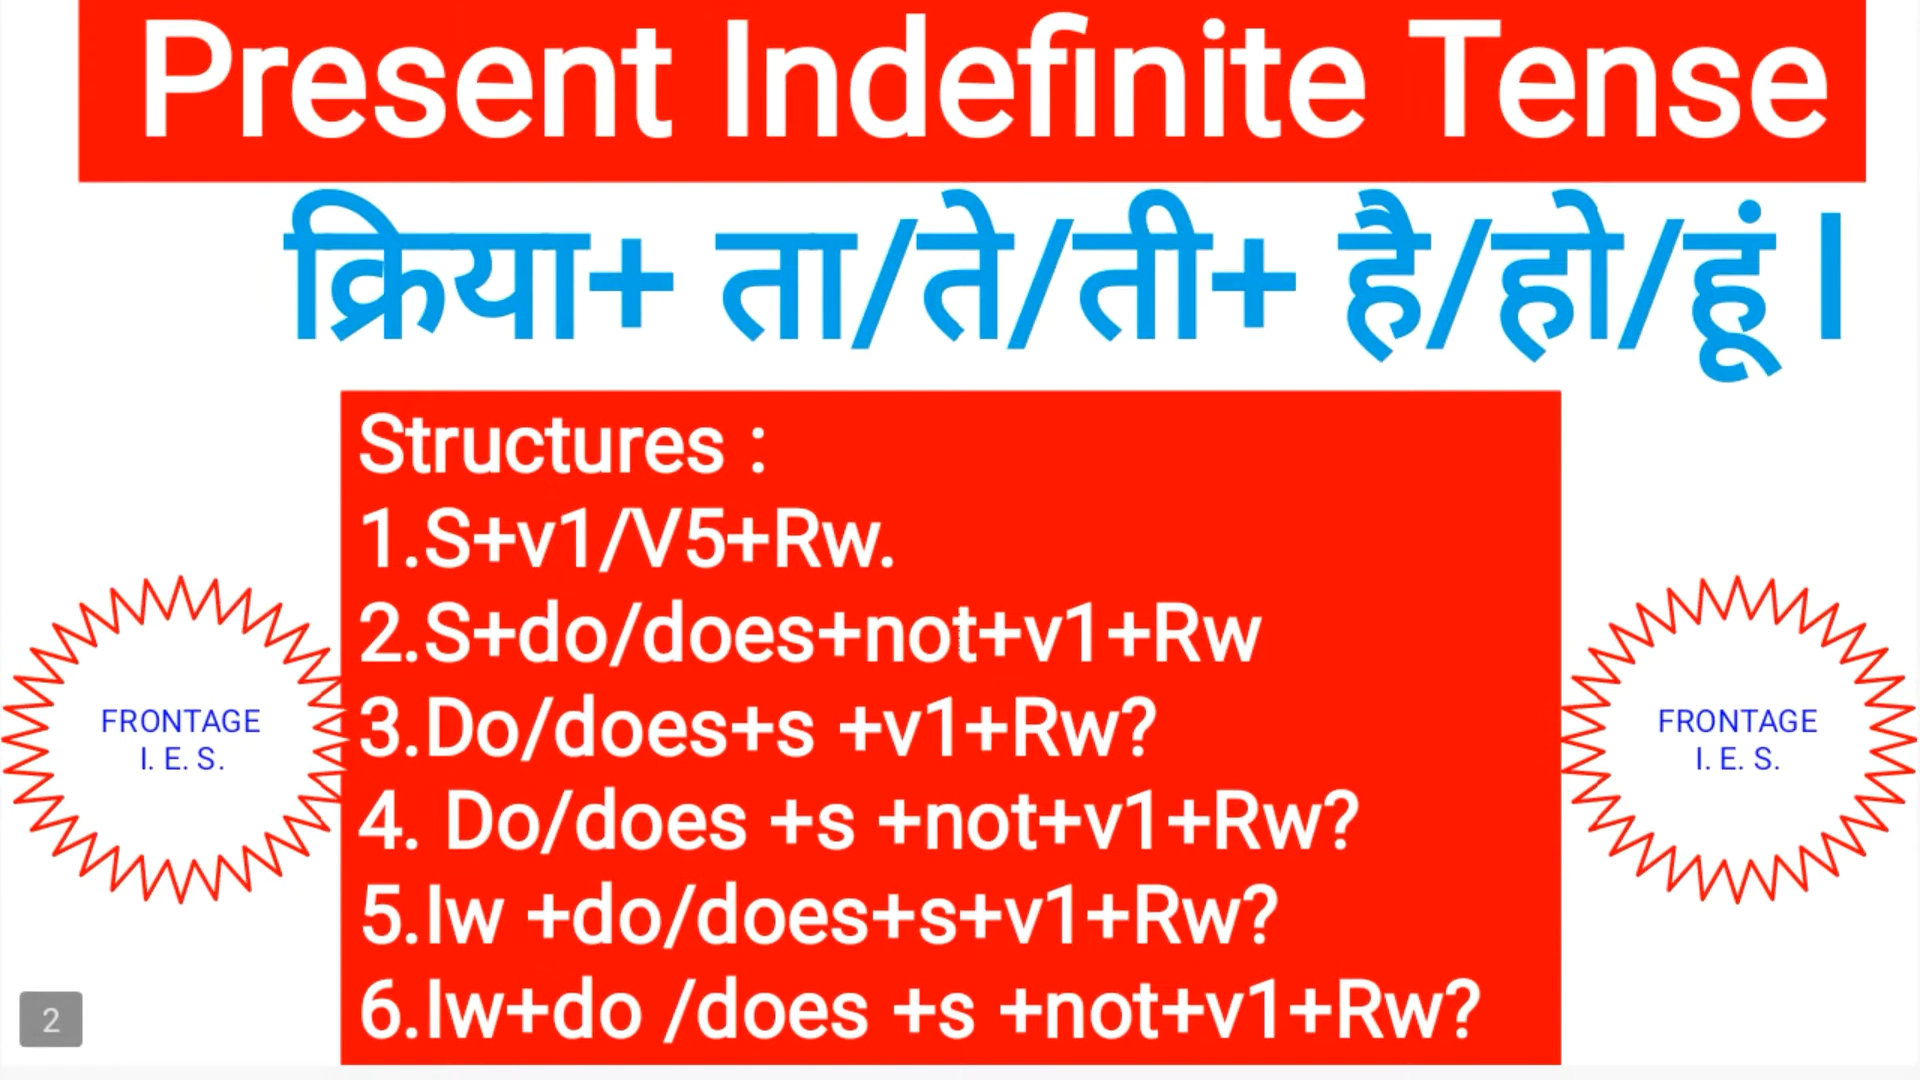 Present Indefinite Tense
क्रिया+ ता/ते/ती+ है/हो/हूं |
Structures :
1.S+v1/V5+Rw.
2.S+do/does+not+v1+Rw
3.Do/does+s +v1+Rw?
4. Do/does +s +not+v1+Rw?
5.Iw +do/does+s+v1+Rw?
6.Iw+do /does +s +not+v1+Rw?
FRONTAGE
I. E. S.
FRONTAGE
I. E. S.
2